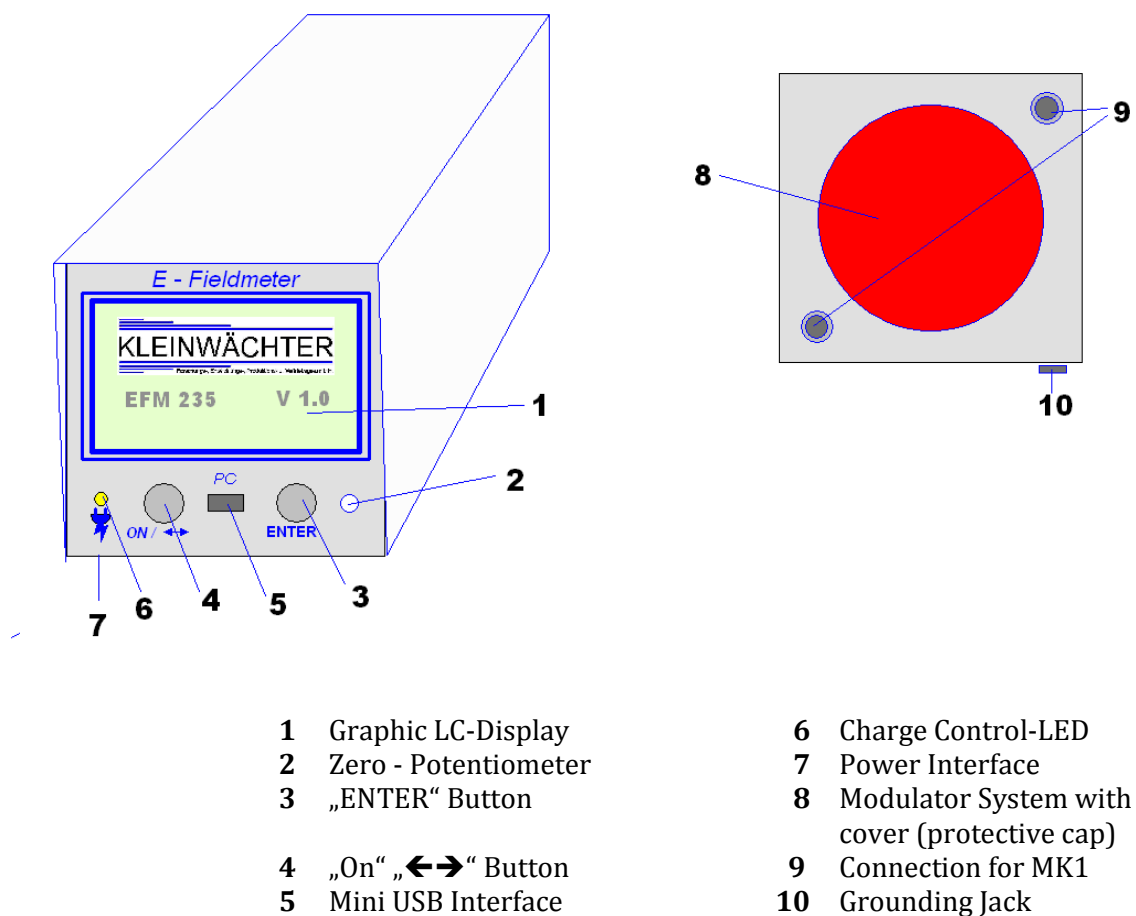 E - Fieldmeter
KLEINWÄCHTER
EFM 235 V 1.0
PC
ON / ↔
ENTER
1
2
3
4
5
6
7
8
9
10
1 Graphic LC-Display
2 Zero - Potentiometer
3 „ENTER“ Button
4 „On“ „🡸🡺“ Button
5 Mini USB Interface
6 Charge Control-LED
7 Power Interface
8 Modulator System with
cover (protective cap)
9 Connection for MK1
10 Grounding Jack